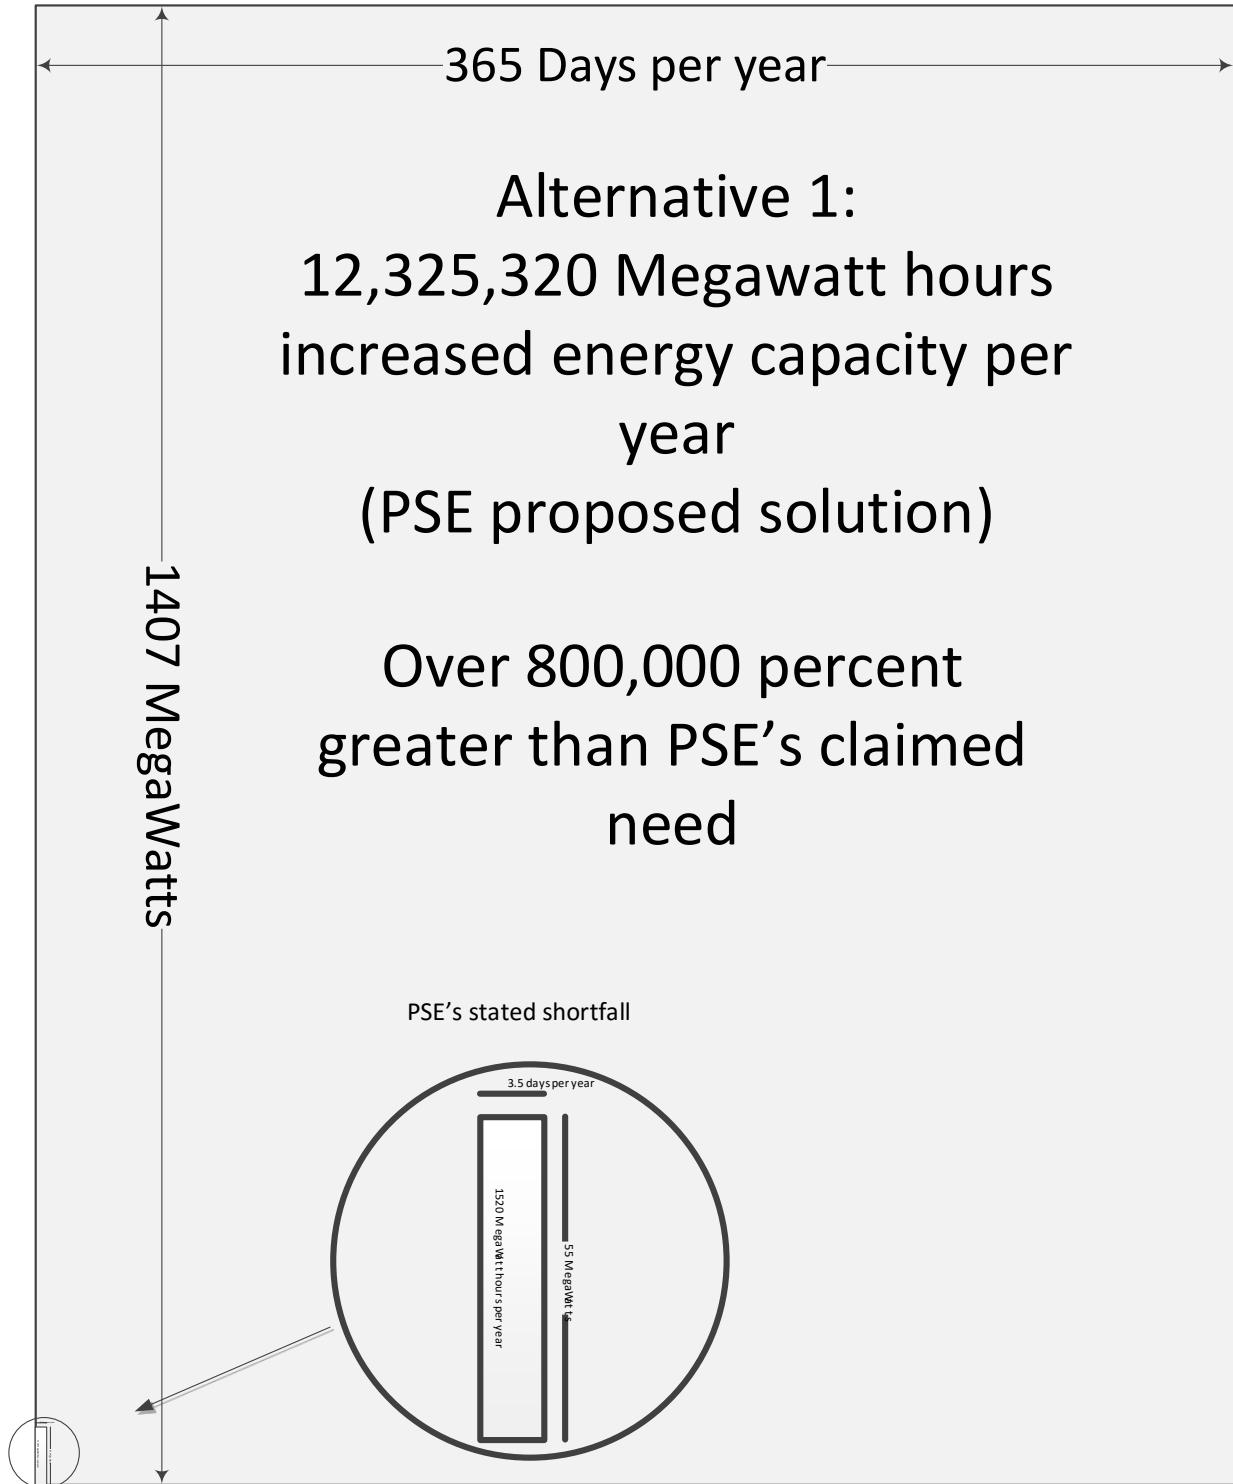 365 Days per year
Alternative 1:
12,325,320 Megawatt hours
increased energy capacity per
year
(PSE proposed solution)
1407 MegaWatts
Over 800,000 percent
greater than PSE’s claimed
need
PSE’s stated shortfall
3.5 days per year
1520 MegaWatt hours per year
55 MegaWatts